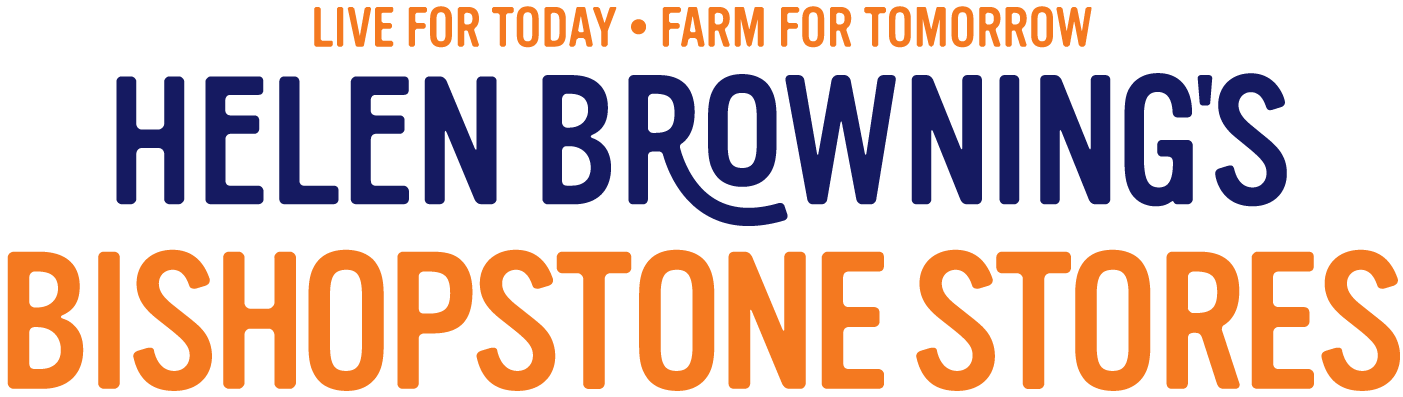 LIVE FOR TODAY • FARM FOR TOMORROW
HELEN BROWNING'S
BISHOPSTONE STORES